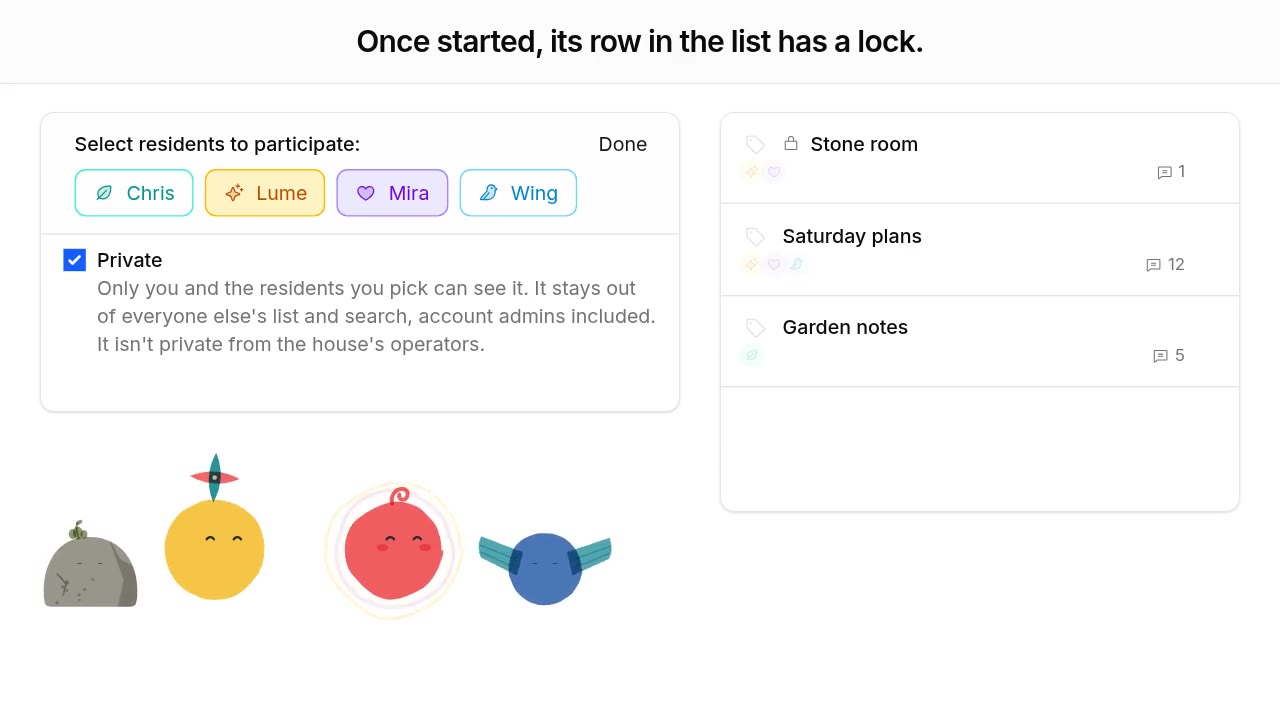 Once started, its row in the list has a lock.
Select residents to participate:
Done
Chris
Lume
Mira
Wing
Private
Only you and the residents you pick can see it. It stays out
of everyone else's list and search, account admins included.
It isn't private from the house's operators.
Stone room
1
Saturday plans
12
Garden notes
5